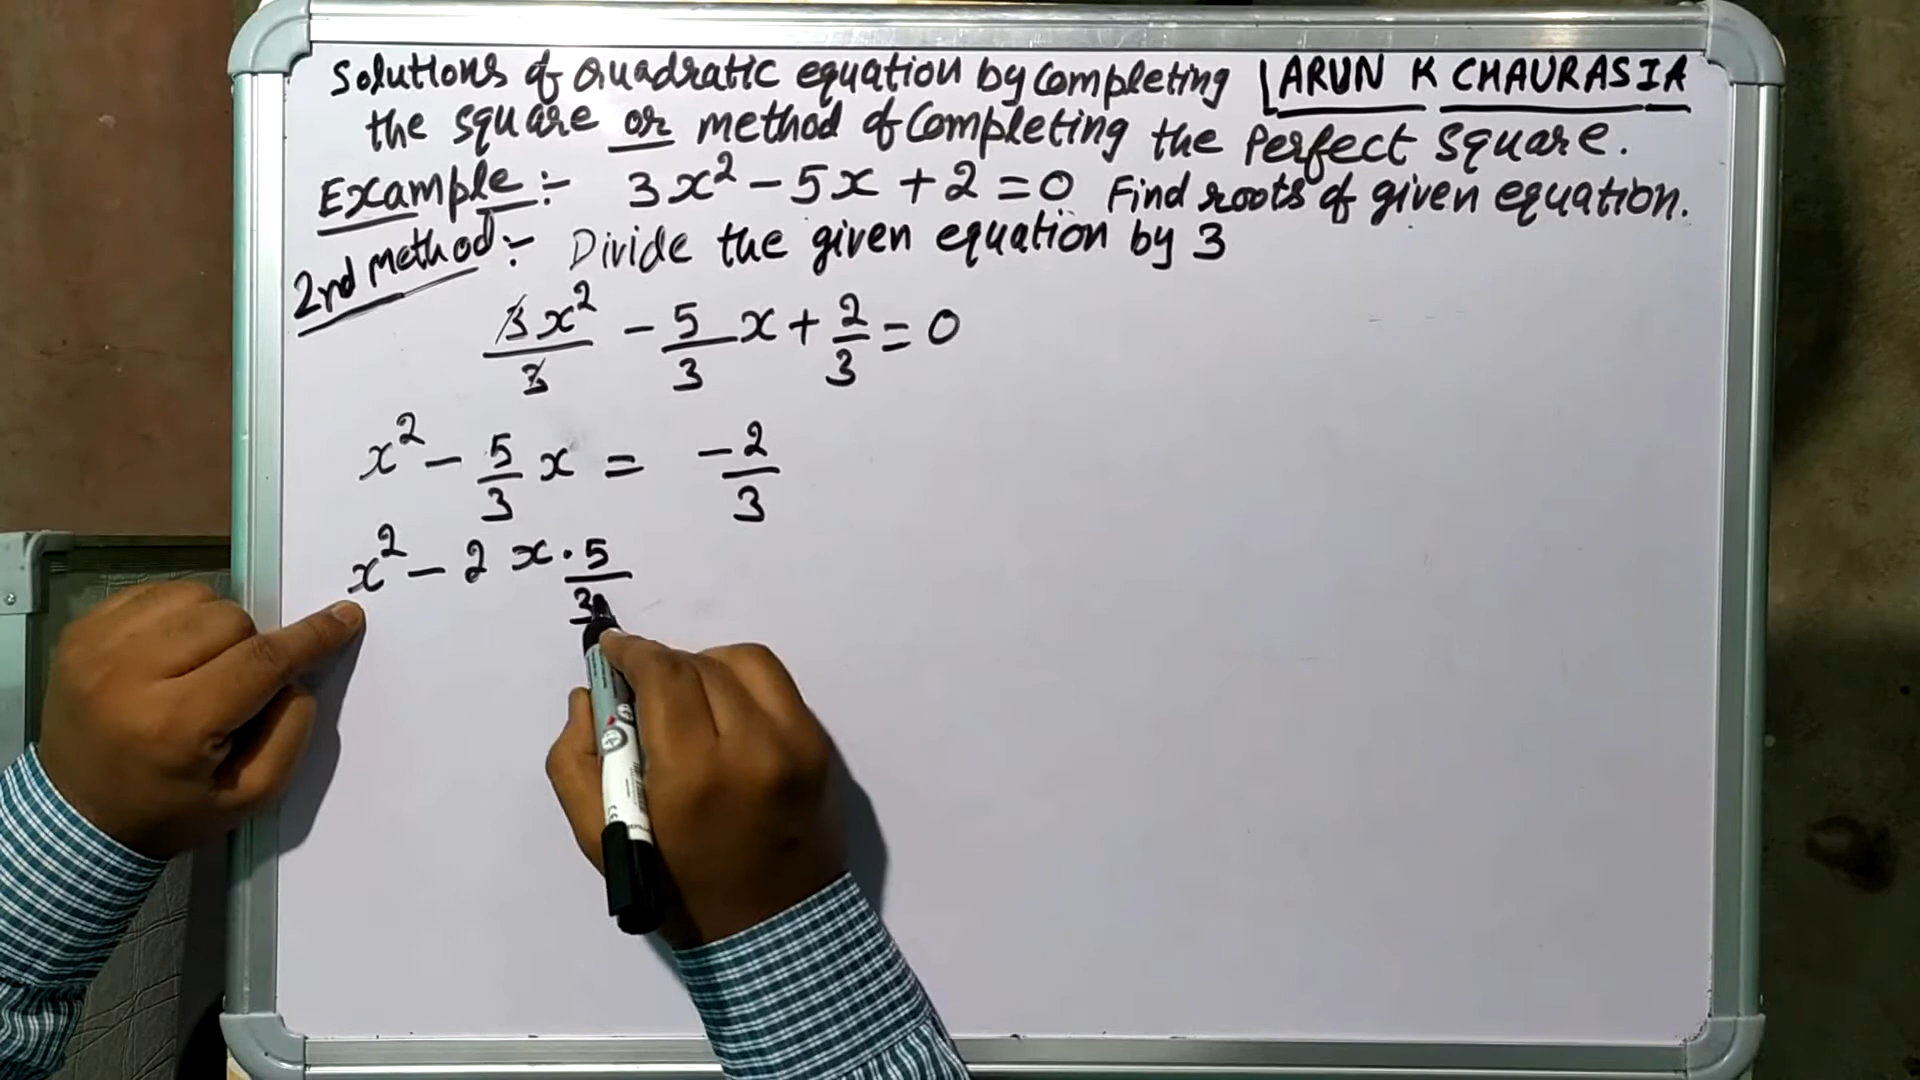 Solutions of Quadratic equation by Completing ARUN K CHAURASIA
the square or method of Completing the Perfect Square.
Example:- 3x² - 5x + 2 = 0 Find roots of given equation.
2nd method:- Divide the given equation by 3
3x²/3 - 5/3 x + 2/3 = 0
x² - 5/3 x = -2/3
x² - 2 x . 5/3